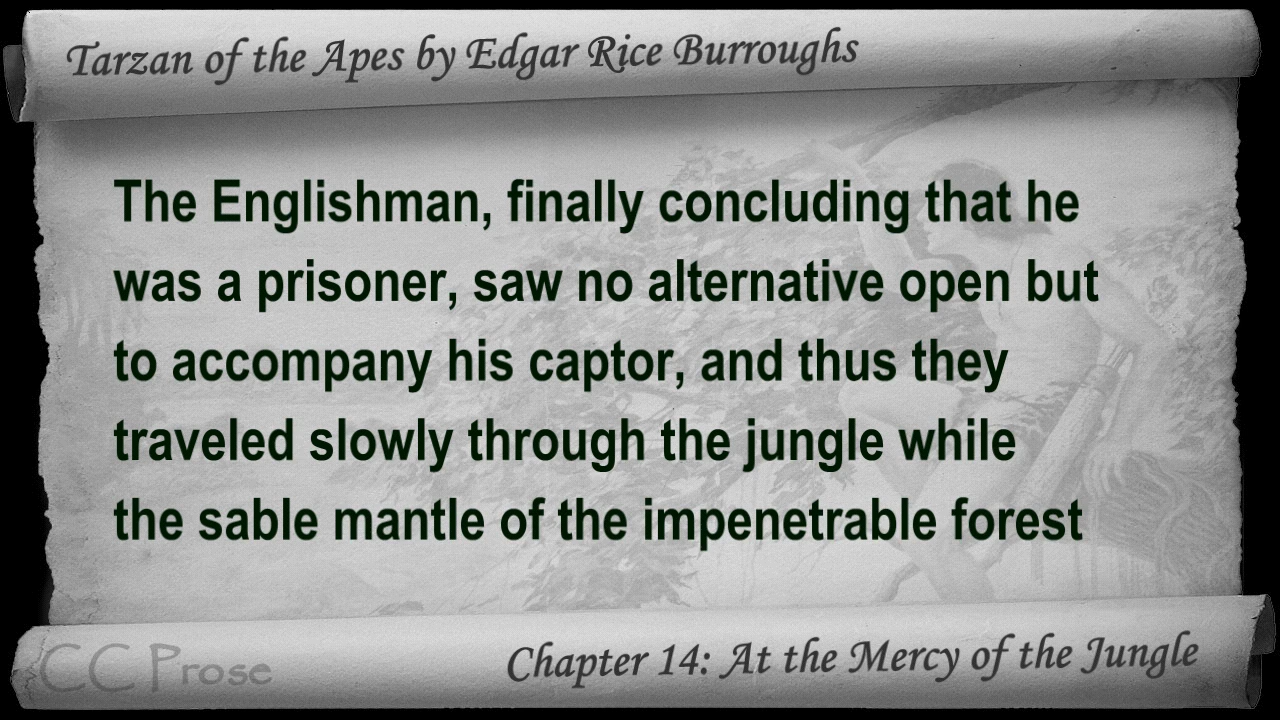 Tarzan of the Apes by Edgar Rice Burroughs
The Englishman, finally concluding that he
was a prisoner, saw no alternative open but
to accompany his captor, and thus they
traveled slowly through the jungle while
the sable mantle of the impenetrable forest
CC Prose
Chapter 14: At the Mercy of the Jungle